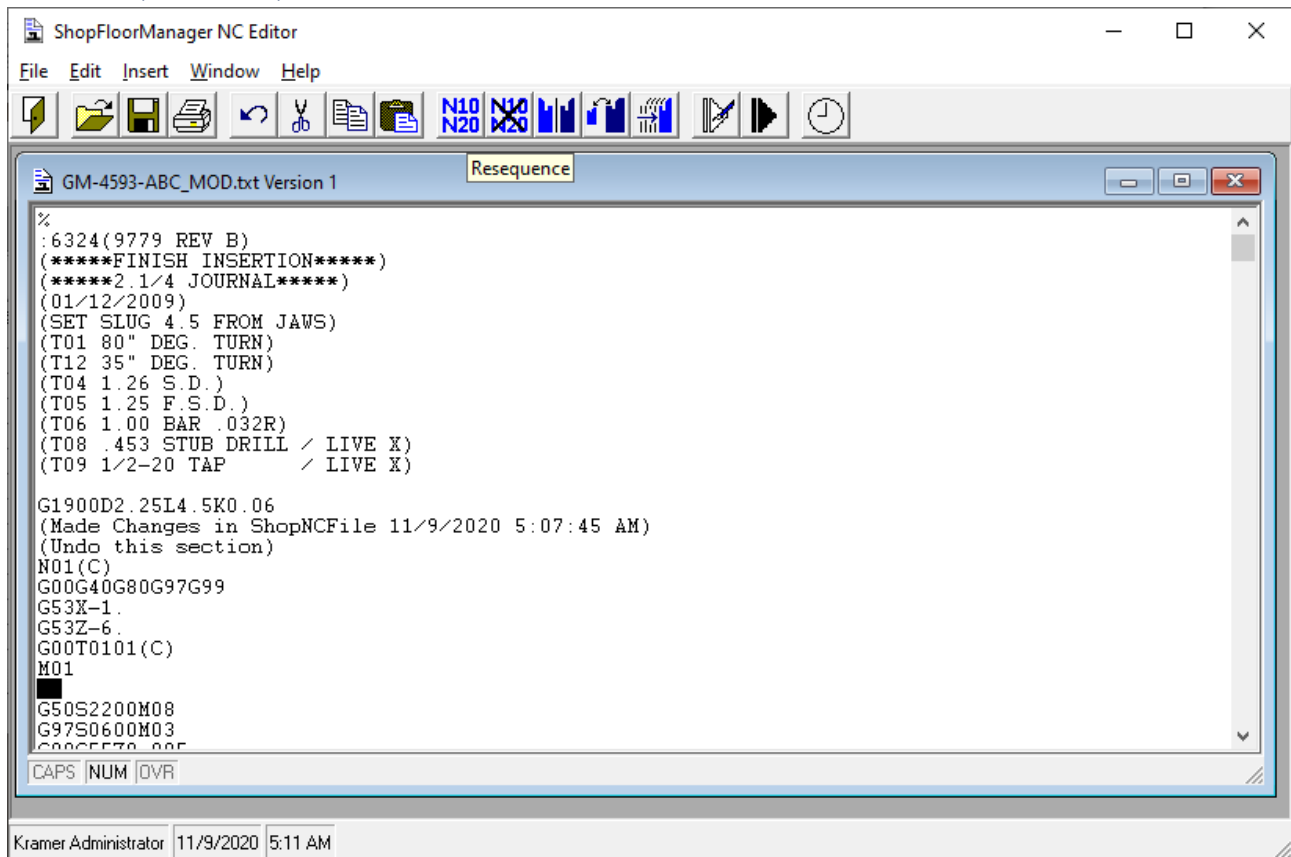 ShopFloorManager NC Editor
File Edit Insert Window Help
N10 N20 N10 N20
Resequence
GM-4593-ABC_MOD.txt Version 1
%
:6324(9779 REV B)
(*****FINISH INSERTION*****)
(*****2.1/4 JOURNAL*****)
(01/12/2009)
(SET SLUG 4.5 FROM JAWS)
(T01 80" DEG. TURN)
(T12 35" DEG. TURN)
(T04 1.26 S.D.)
(T05 1.25 F.S.D.)
(T06 1.00 BAR .032R)
(T08 .453 STUB DRILL / LIVE X)
(T09 1/2-20 TAP / LIVE X)
G1900D2.25L4.5K0.06
(Made Changes in ShopNCFile 11/9/2020 5:07:45 AM)
(Undo this section)
N01(C)
G00G40G80G97G99
G53X-1.
G53Z-6.
G00T0101(C)
M01
G50S2200M08
G97S0600M03
CAPS NUM OVR
Kramer Administrator 11/9/2020 5:11 AM